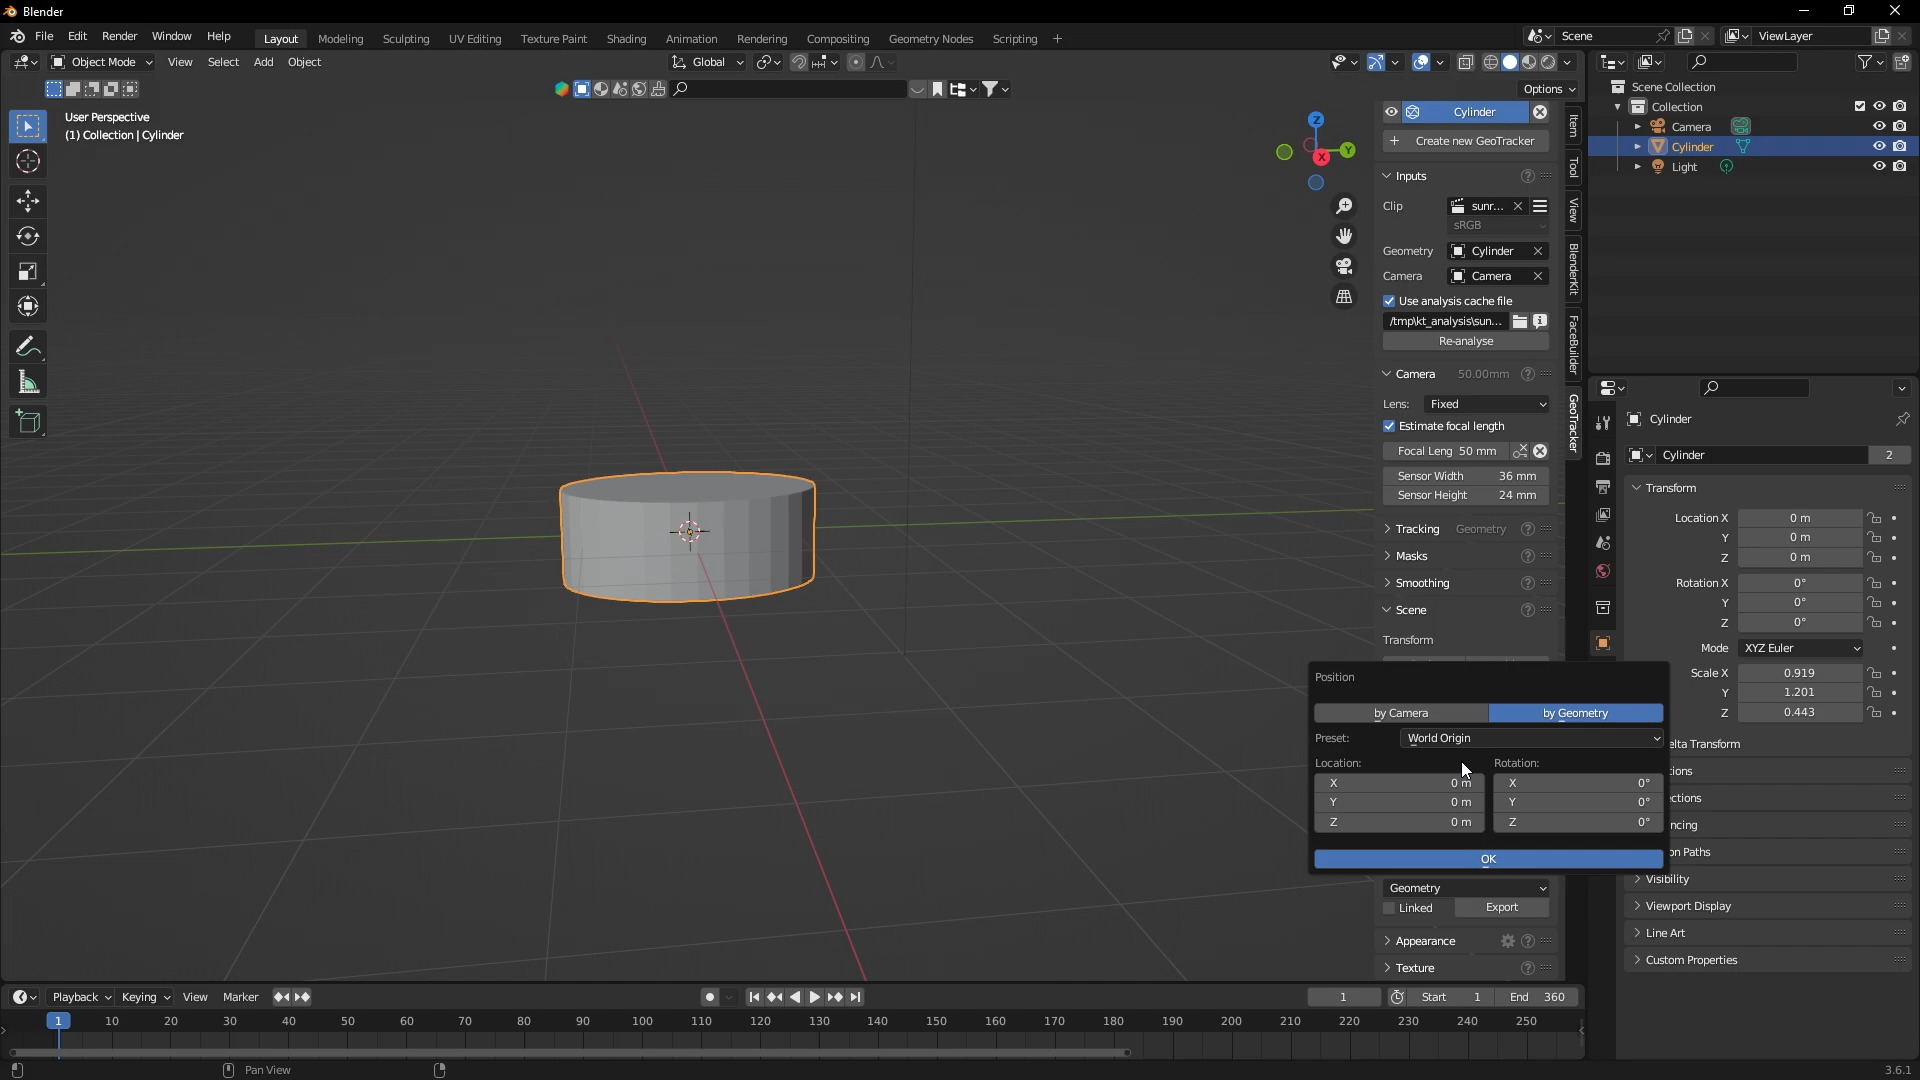 Blender
File Edit Render Window Help Layout Modeling Sculpting UV Editing Texture Paint Shading Animation Rendering Compositing Geometry Nodes Scripting + Scene ViewLayer
Object Mode View Select Add Object Global
Options
User Perspective
(1) Collection | Cylinder
Z
Y
X
Cylinder
+ Create new GeoTracker
Inputs
Clip sunr...
sRGB
Geometry Cylinder
Camera Camera
Use analysis cache file
/tmp\kt_analysis\sun...
Re-analyse
Camera 50.00mm
Lens: Fixed
Estimate focal length
Focal Leng 50 mm
Sensor Width 36 mm
Sensor Height 24 mm
Tracking Geometry
Masks
Smoothing
Scene
Transform
Position
by Camera by Geometry
Preset: World Origin
Location: Rotation:
X 0 m X 0°
Y 0 m Y 0°
Z 0 m Z 0°
OK
Geometry
Linked Export
Appearance
Texture
Item
Tool
View
BlenderKit
FaceBuilder
GeoTracker
Scene Collection
Collection
Camera
Cylinder
Light
Cylinder
Cylinder 2
Transform
Location X 0 m
Y 0 m
Z 0 m
Rotation X 0°
Y 0°
Z 0°
Mode XYZ Euler
Scale X 0.919
Y 1.201
Z 0.443
elta Transform
tions
ections
ncing
on Paths
Visibility
Viewport Display
Line Art
Custom Properties
Playback Keying View Marker 1 Start 1 End 360
1 10 20 30 40 50 60 70 80 90 100 110 120 130 140 150 160 170 180 190 200 210 220 230 240 250
Pan View 3.6.1